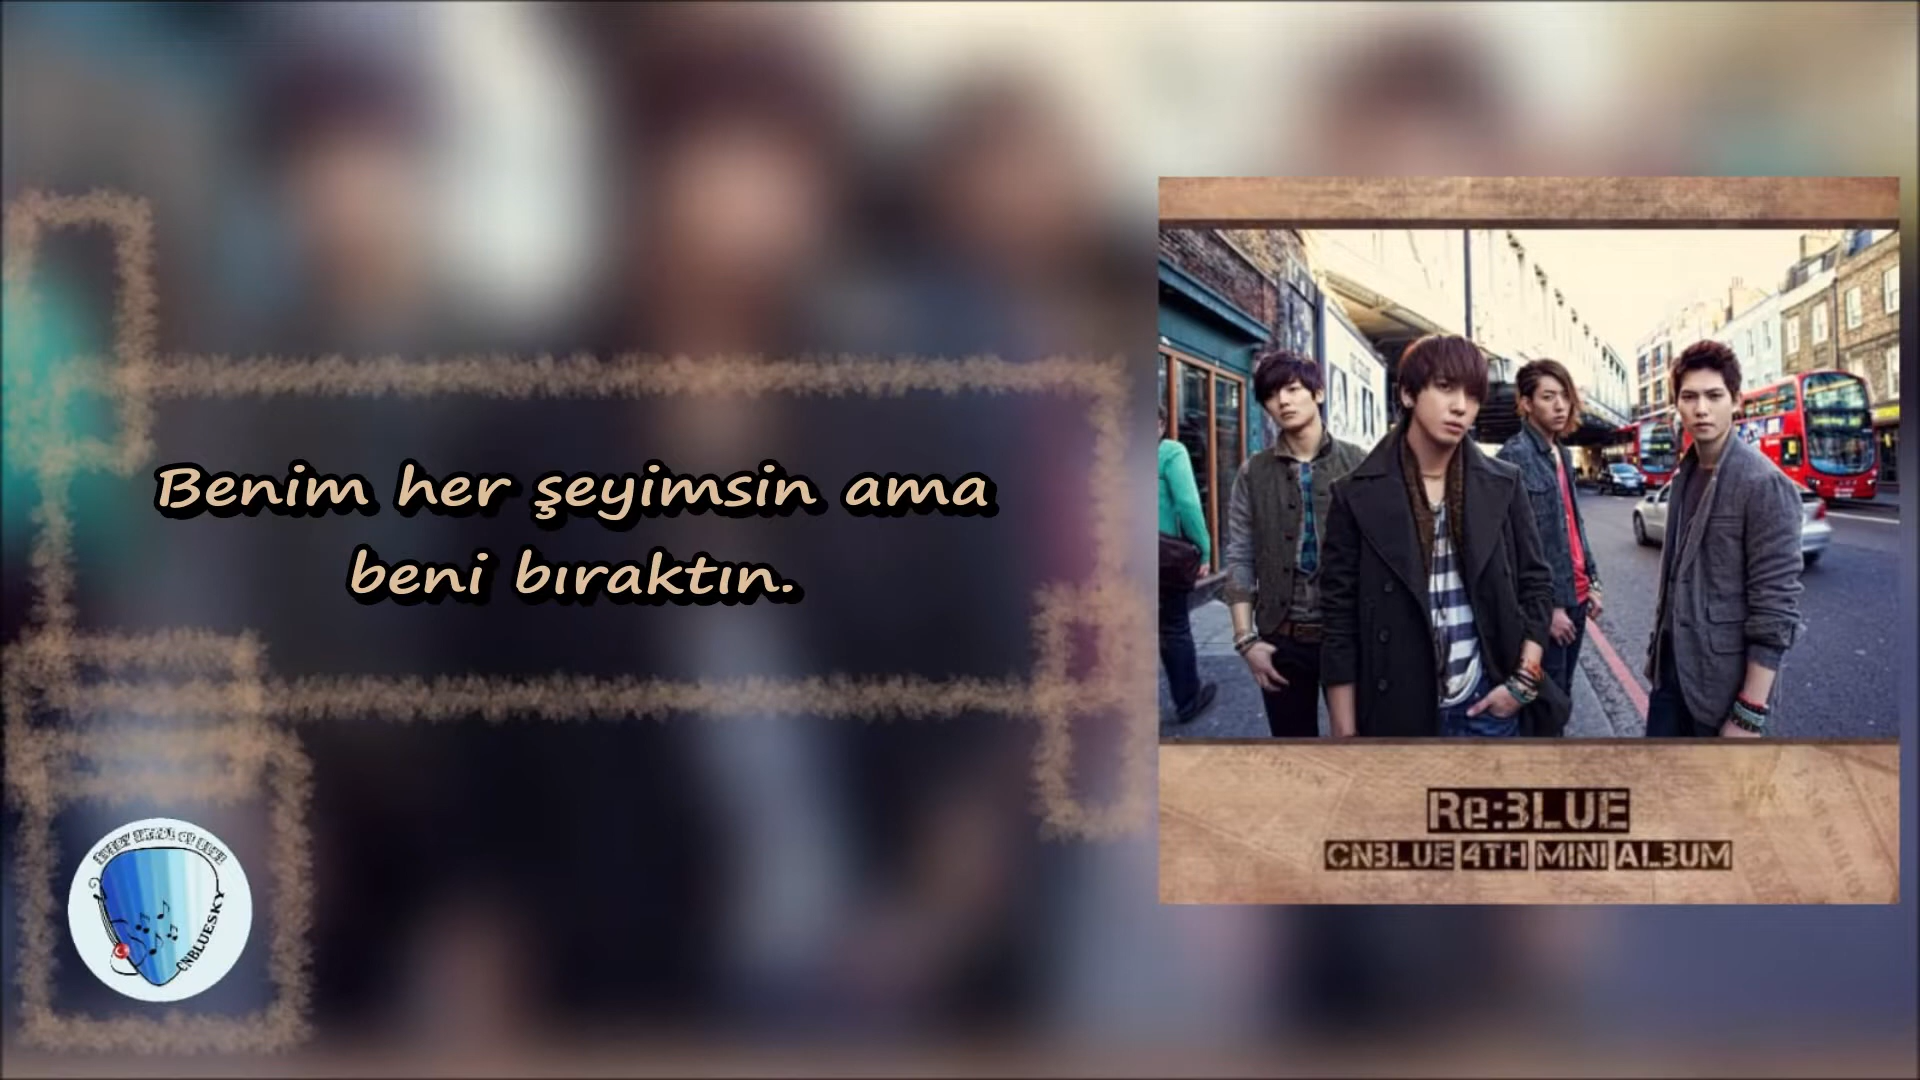 Benim her şeyimsin ama
beni bıraktın.
Re:BLUE
CNBLUE 4TH MINI ALBUM
CNBLUESKY